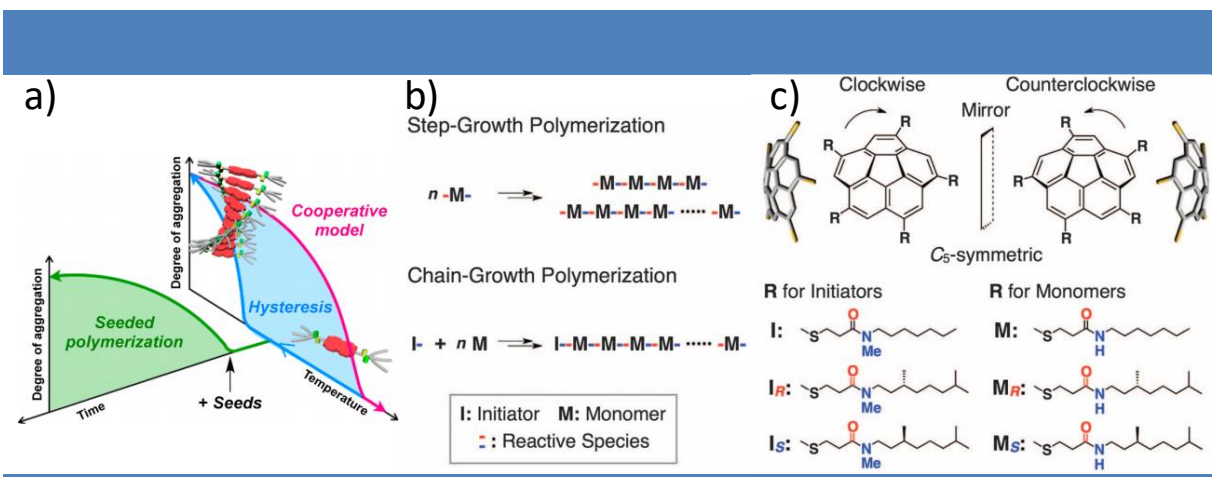 a)
Degree of aggregation
Cooperative
model
Hysteresis
Temperature
Degree of aggregation
Seeded
polymerization
Time
+ Seeds
b)
Step-Growth Polymerization
n -M-
-M-M-M-M-
-M-M-M-M- ····· -M-
Chain-Growth Polymerization
I- + n M
I-M-M-M-M- ····· -M-
I: Initiator M: Monomer
: Reactive Species
c)
Clockwise
Counterclockwise
Mirror
R
R
R
R
R
R
R
R
R
R
C5-symmetric
R for Initiators
R for Monomers
I:
S
O
N
Me
M:
S
O
N
H
IR:
S
O
N
Me
MR:
S
O
N
H
IS:
S
O
N
Me
MS:
S
O
N
H